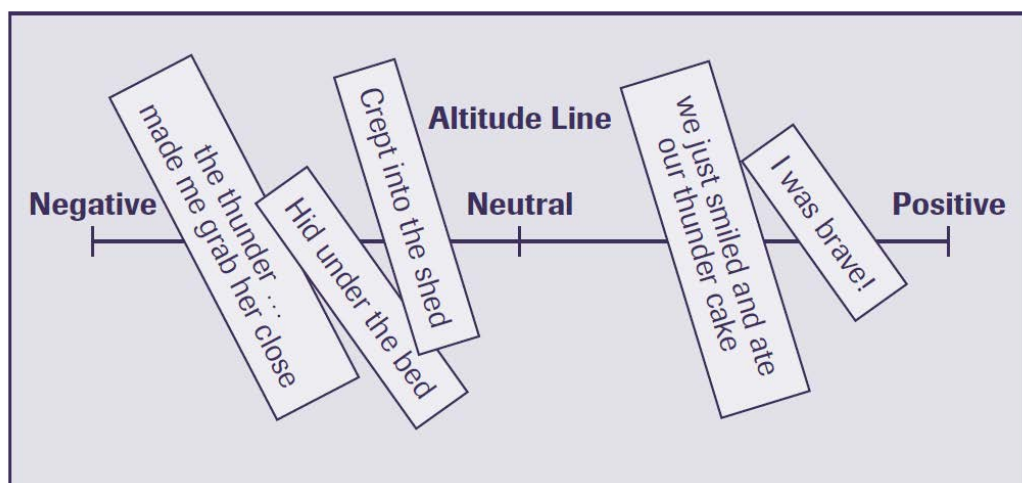 Altitude Line
Negative
Neutral
Positive
the thunder ...
made me grab her close
Hid under the bed
Crept into the shed
we just smiled and ate
our thunder cake
I was brave!